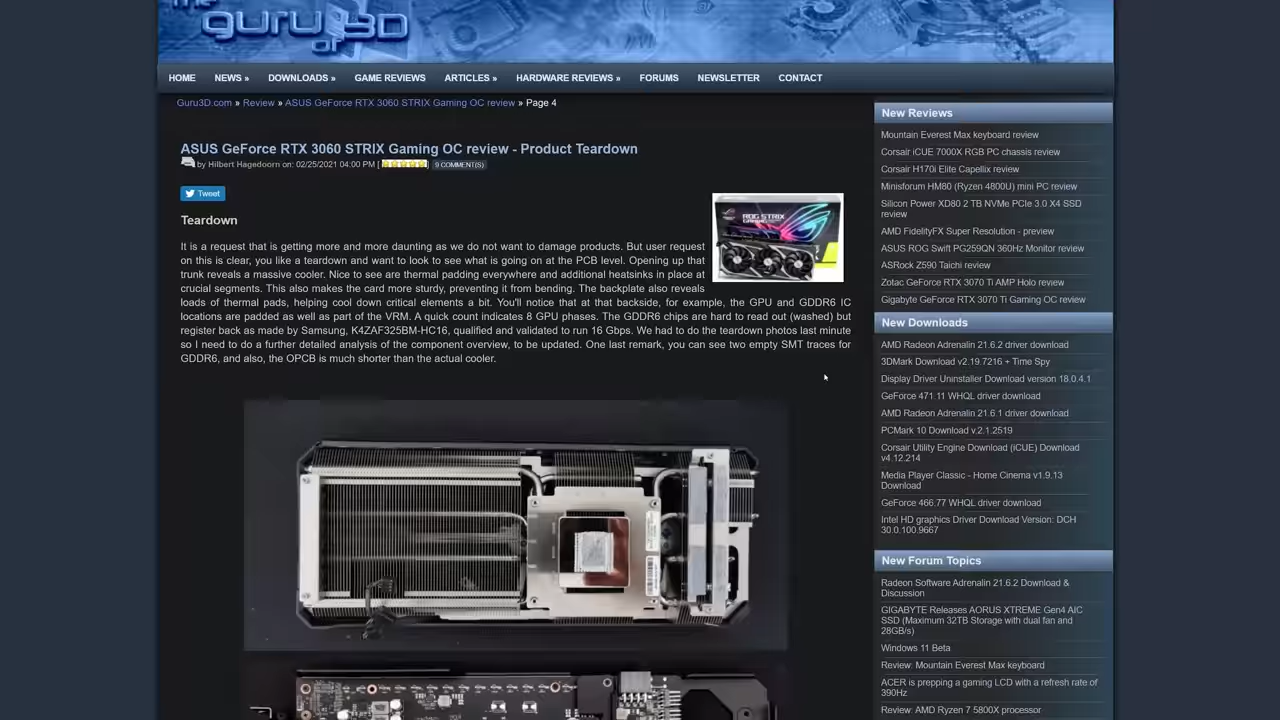 the
guru
OF 3D
HOME NEWS » DOWNLOADS » GAME REVIEWS ARTICLES » HARDWARE REVIEWS » FORUMS NEWSLETTER CONTACT
Guru3D.com » Review » ASUS GeForce RTX 3060 STRIX Gaming OC review » Page 4
ASUS GeForce RTX 3060 STRIX Gaming OC review - Product Teardown
by Hilbert Hagedoorn on: 02/25/2021 04:00 PM [ ] 9 COMMENT(S)
Tweet
Teardown
ROG STRIX
It is a request that is getting more and more daunting as we do not want to damage products. But user request
on this is clear, you like a teardown and want to look to see what is going on at the PCB level. Opening up that
trunk reveals a massive cooler. Nice to see are thermal padding everywhere and additional heatsinks in place at
crucial segments. This also makes the card more sturdy, preventing it from bending. The backplate also reveals
loads of thermal pads, helping cool down critical elements a bit. You'll notice that at that backside, for example, the GPU and GDDR6 IC
locations are padded as well as part of the VRM. A quick count indicates 8 GPU phases. The GDDR6 chips are hard to read out (washed) but
register back as made by Samsung, K4ZAF325BM-HC16, qualified and validated to run 16 Gbps. We had to do the teardown photos last minute
so I need to do a further detailed analysis of the component overview, to be updated. One last remark, you can see two empty SMT traces for
GDDR6, and also, the OPCB is much shorter than the actual cooler.
New Reviews
Mountain Everest Max keyboard review
Corsair iCUE 7000X RGB PC chassis review
Corsair H170i Elite Capellix review
Minisforum HM80 (Ryzen 4800U) mini PC review
Silicon Power XD80 2 TB NVMe PCIe 3.0 X4 SSD
review
AMD FidelityFX Super Resolution - preview
ASUS ROG Swift PG259QN 360Hz Monitor review
ASRock Z590 Taichi review
Zotac GeForce RTX 3070 Ti AMP Holo review
Gigabyte GeForce RTX 3070 Ti Gaming OC review
New Downloads
AMD Radeon Adrenalin 21.6.2 driver download
3DMark Download v2.19.7216 + Time Spy
Display Driver Uninstaller Download version 18.0.4.1
GeForce 471.11 WHQL driver download
AMD Radeon Adrenalin 21.6.1 driver download
PCMark 10 Download v.2.1.2519
Corsair Utility Engine Download (iCUE) Download
v4.12.214
Media Player Classic - Home Cinema v1.9.13
Download
GeForce 466.77 WHQL driver download
Intel HD graphics Driver Download Version: DCH
30.0.100.9667
New Forum Topics
Radeon Software Adrenalin 21.6.2 Download &
Discussion
GIGABYTE Releases AORUS XTREME Gen4 AIC
SSD (Maximum 32TB Storage with dual fan and
28GB/s)
Windows 11 Beta
Review: Mountain Everest Max keyboard
ACER is prepping a gaming LCD with a refresh rate of
390Hz
Review: AMD Ryzen 7 5800X processor